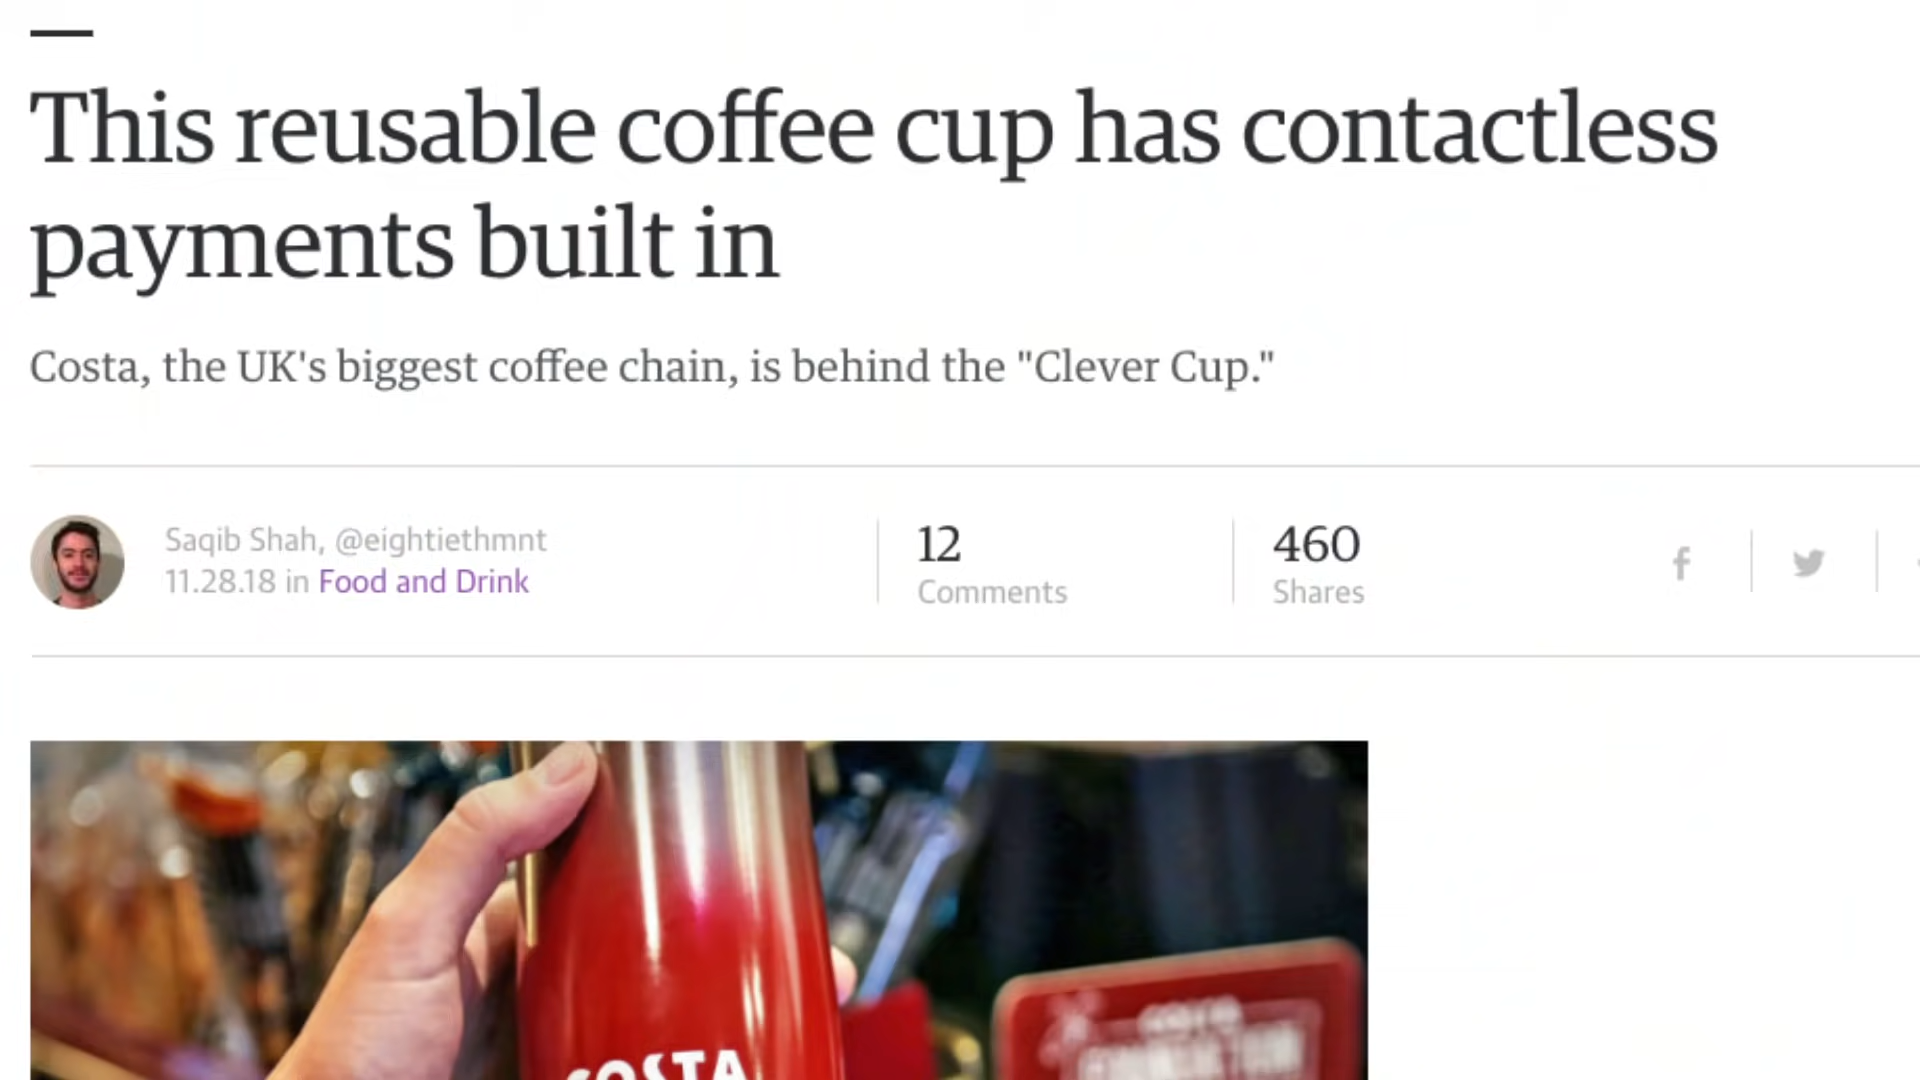 This reusable coffee cup has contactless
payments built in
Costa, the UK's biggest coffee chain, is behind the "Clever Cup."
Saqib Shah, @eightiethmnt
11.28.18 in Food and Drink
12
Comments
460
Shares
COSTA